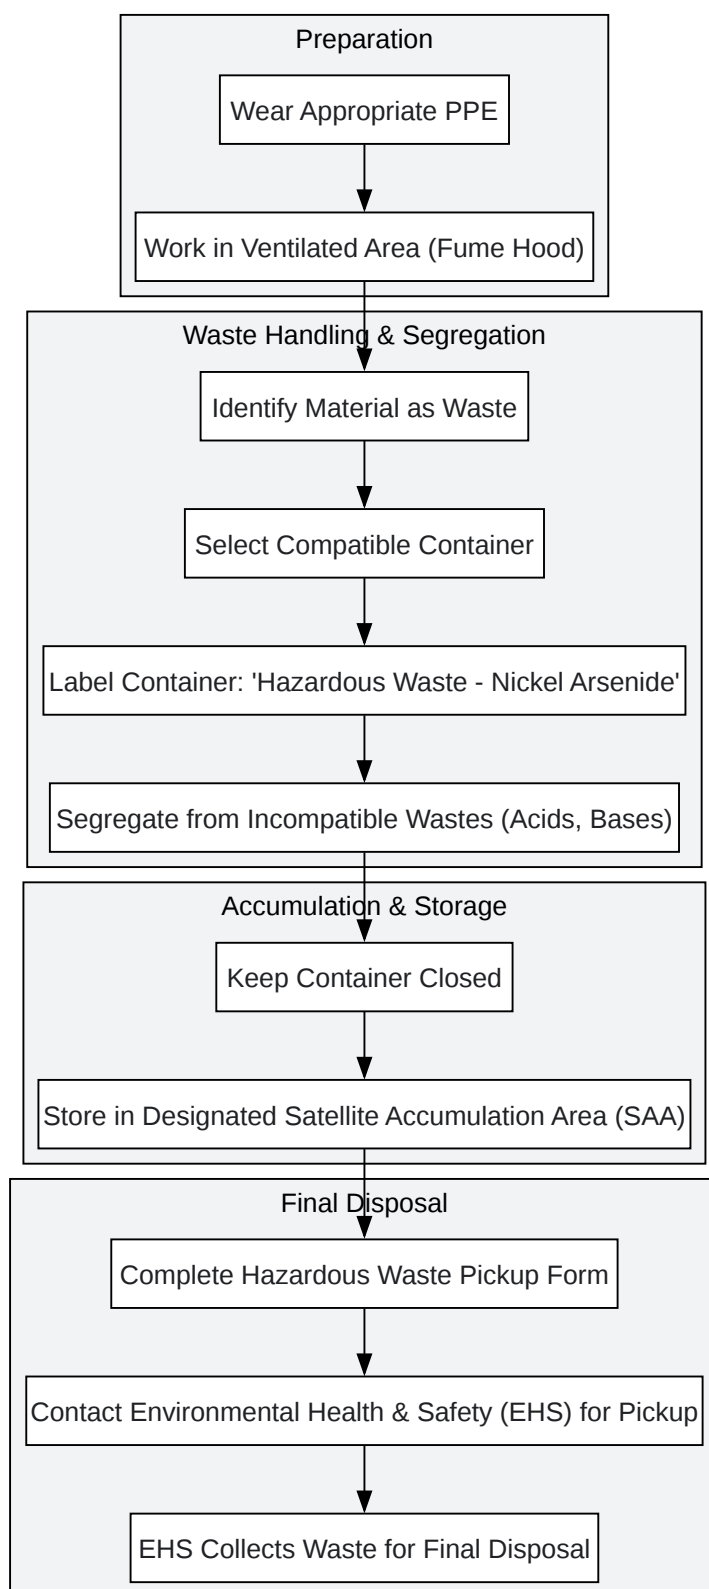 Preparation
Wear Appropriate PPE
Work in Ventilated Area (Fume Hood)
Waste Handling & Segregation
Identify Material as Waste
Select Compatible Container
Label Container: 'Hazardous Waste - Nickel Arsenide'
Segregate from Incompatible Wastes (Acids, Bases)
Accumulation & Storage
Keep Container Closed
Store in Designated Satellite Accumulation Area (SAA)
Final Disposal
Complete Hazardous Waste Pickup Form
Contact Environmental Health & Safety (EHS) for Pickup
EHS Collects Waste for Final Disposal